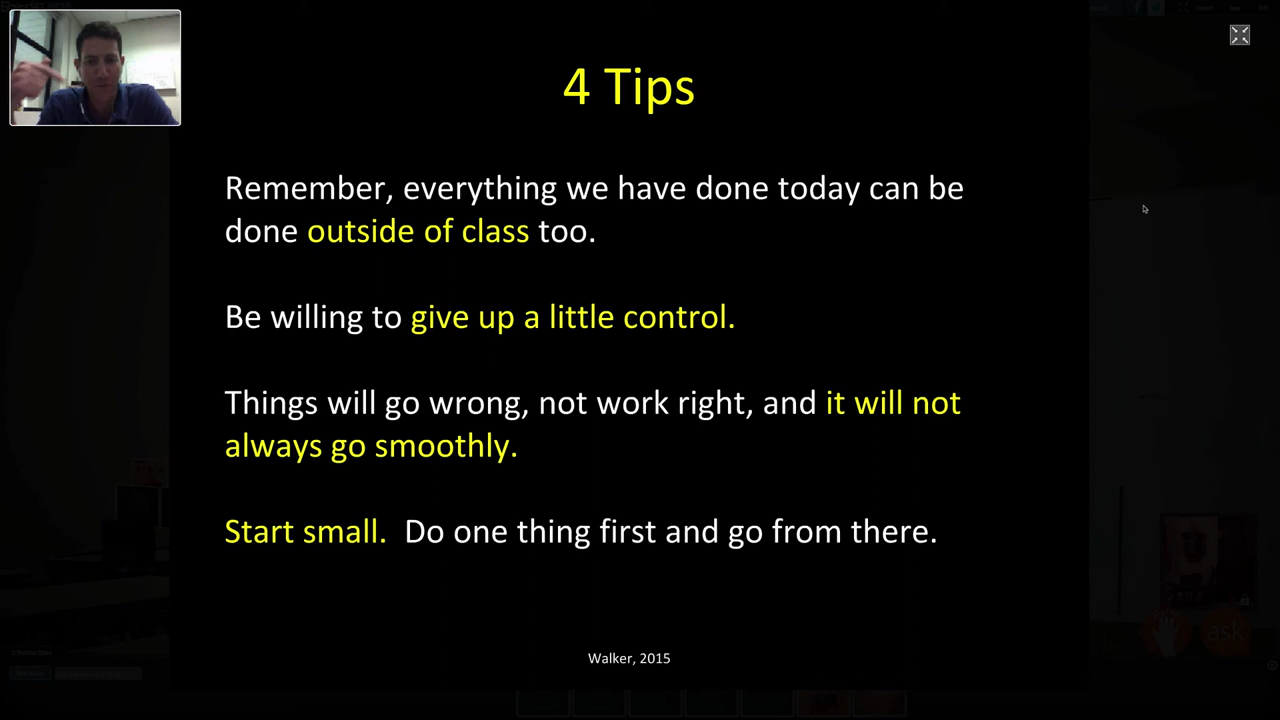 4 Tips
Remember, everything we have done today can be
done outside of class too.
Be willing to give up a little control.
Things will go wrong, not work right, and it will not
always go smoothly.
Start small.  Do one thing first and go from there.
Walker, 2015
ask